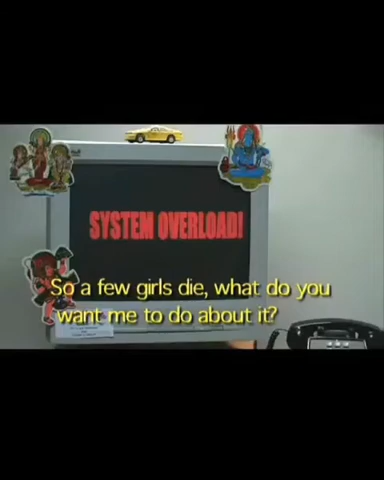 SYSTEM OVERLOAD!
So a few girls die, what do you
want me to do about it?